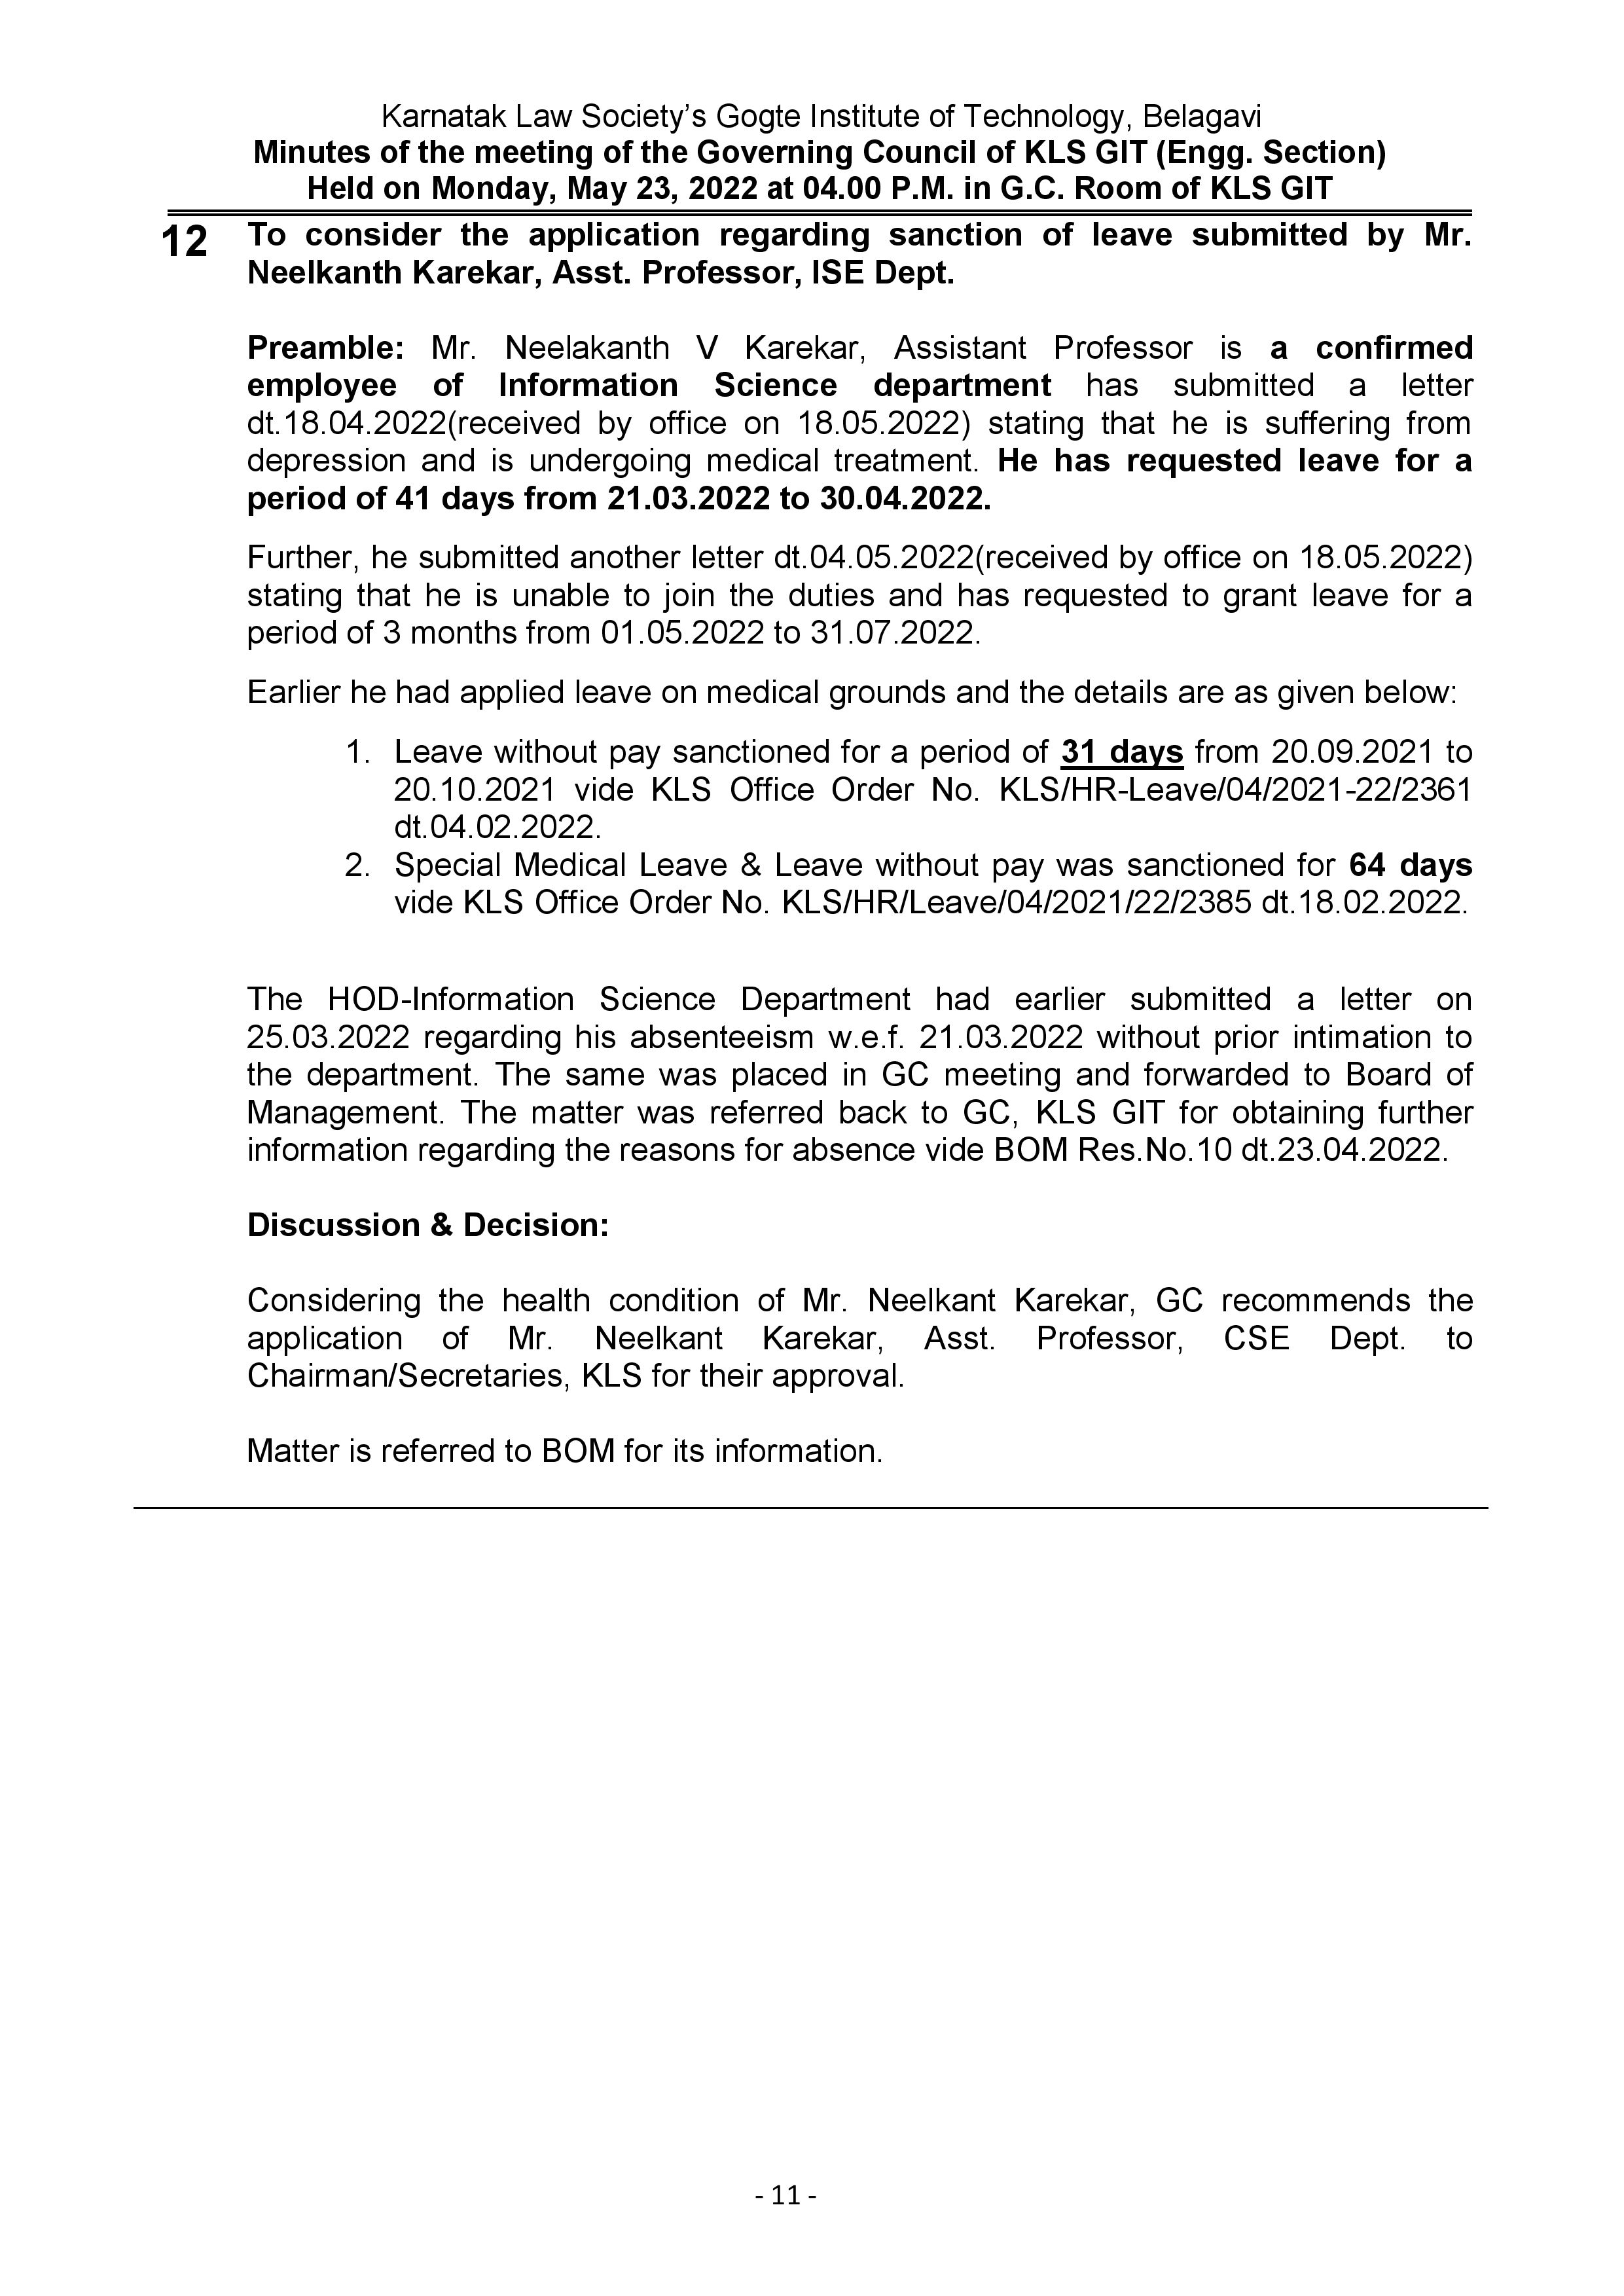 Karnatak Law Society’s Gogte Institute of Technology, Belagavi
Minutes of the meeting of the Governing Council of KLS GIT (Engg. Section)
Held on Monday, May 23, 2022 at 04.00 P.M. in G.C. Room of KLS GIT
12 To consider the application regarding sanction of leave submitted by Mr.
Neelkanth Karekar, Asst. Professor, ISE Dept.
Preamble: Mr. Neelakanth V Karekar, Assistant Professor is a confirmed
employee of Information Science department has submitted a letter
dt.18.04.2022(received by office on 18.05.2022) stating that he is suffering from
depression and is undergoing medical treatment. He has requested leave for a
period of 41 days from 21.03.2022 to 30.04.2022.
Further, he submitted another letter dt.04.05.2022(received by office on 18.05.2022)
stating that he is unable to join the duties and has requested to grant leave for a
period of 3 months from 01.05.2022 to 31.07.2022.
Earlier he had applied leave on medical grounds and the details are as given below:
1. Leave without pay sanctioned for a period of 31 days from 20.09.2021 to
20.10.2021 vide KLS Office Order No. KLS/HR-Leave/04/2021-22/2361
dt.04.02.2022.
2. Special Medical Leave & Leave without pay was sanctioned for 64 days
vide KLS Office Order No. KLS/HR/Leave/04/2021/22/2385 dt.18.02.2022.
The HOD-Information Science Department had earlier submitted a letter on
25.03.2022 regarding his absenteeism w.e.f. 21.03.2022 without prior intimation to
the department. The same was placed in GC meeting and forwarded to Board of
Management. The matter was referred back to GC, KLS GIT for obtaining further
information regarding the reasons for absence vide BOM Res.No.10 dt.23.04.2022.
Discussion & Decision:
Considering the health condition of Mr. Neelkant Karekar, GC recommends the
application of Mr. Neelkant Karekar, Asst. Professor, CSE Dept. to
Chairman/Secretaries, KLS for their approval.
Matter is referred to BOM for its information.
- 11 -